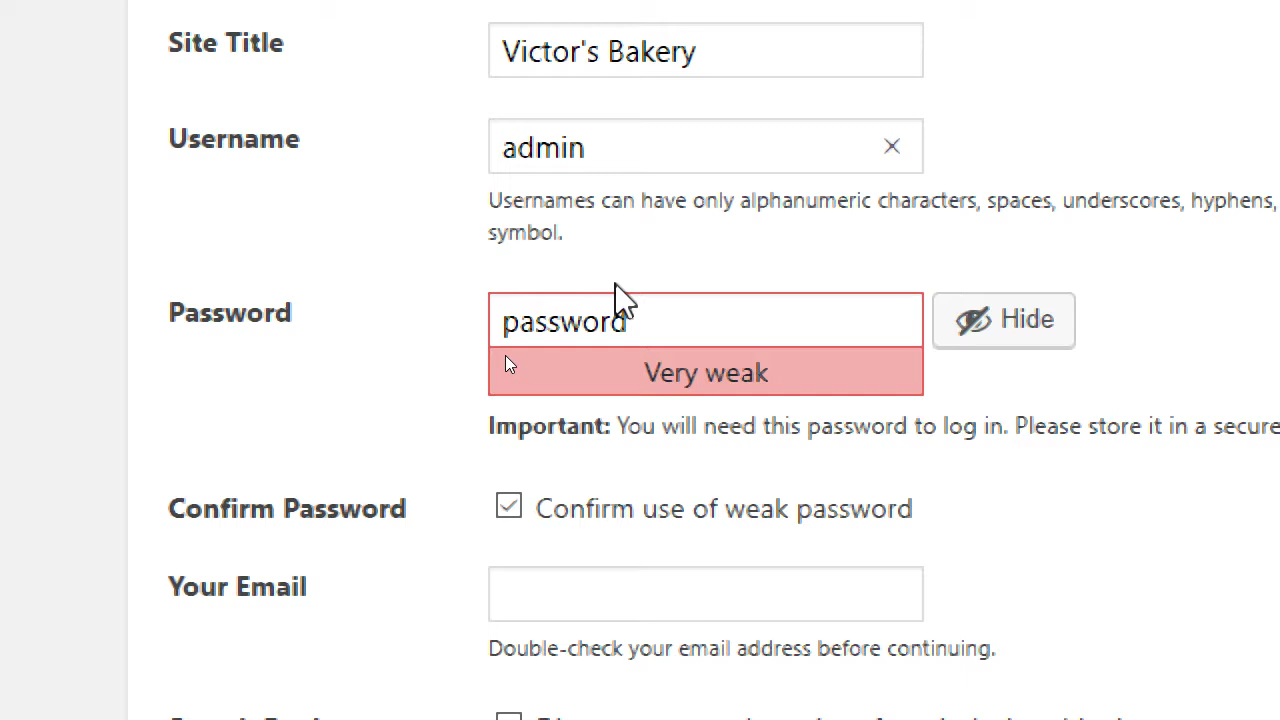 Site Title
Victor's Bakery
Username
admin
Usernames can have only alphanumeric characters, spaces, underscores, hyphens,
symbol.
Password
password
Hide
Very weak
Important: You will need this password to log in. Please store it in a secure
Confirm Password
Confirm use of weak password
Your Email
Double-check your email address before continuing.